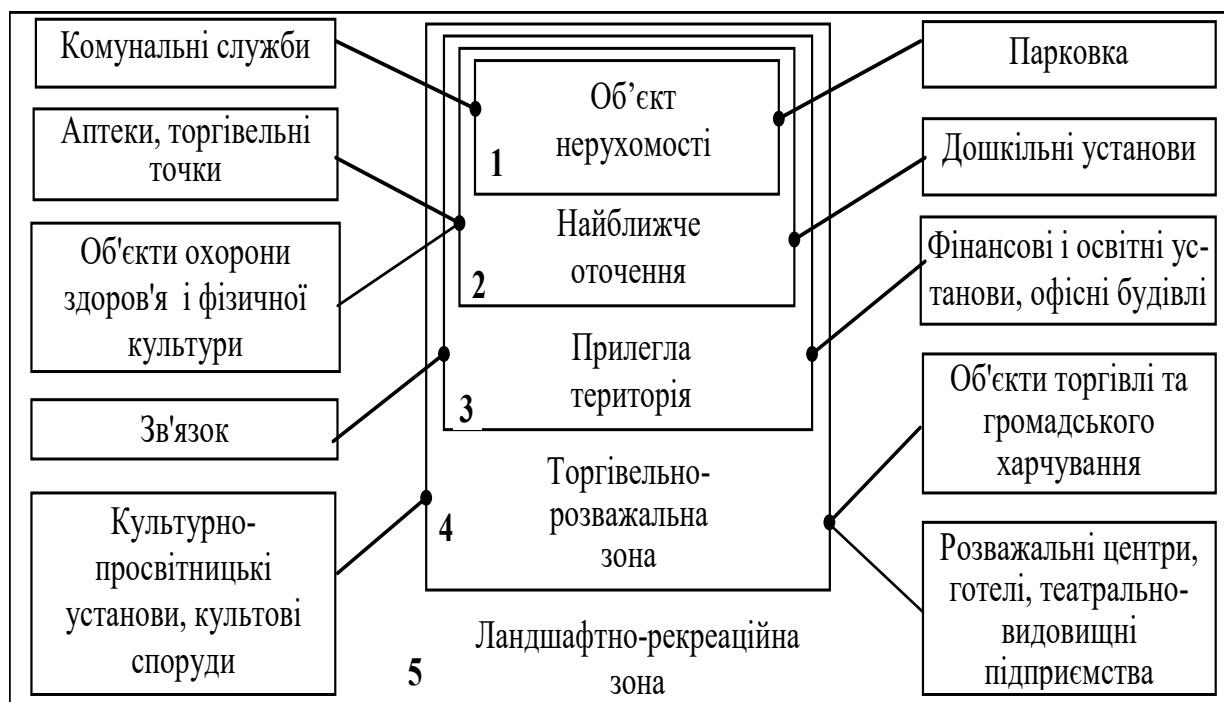 Комунальні служби
Аптеки, торгівельні
точки
Об'єкти охорони
здоров'я і фізичної
культури
Зв'язок
Культурно-
просвітницькі
установи, культові
споруди
Об’єкт
нерухомості
1
Найближче
оточення
2
Прилегла
територія
3
Торгівельно-
розважальна
зона
4
Ландшафтно-рекреаційна
зона
5
Парковка
Дошкільні установи
Фінансові і освітні ус-
танови, офісні будівлі
Об'єкти торгівлі та
громадського
харчування
Розважальні центри,
готелі, театрально-
видовищні
підприємства